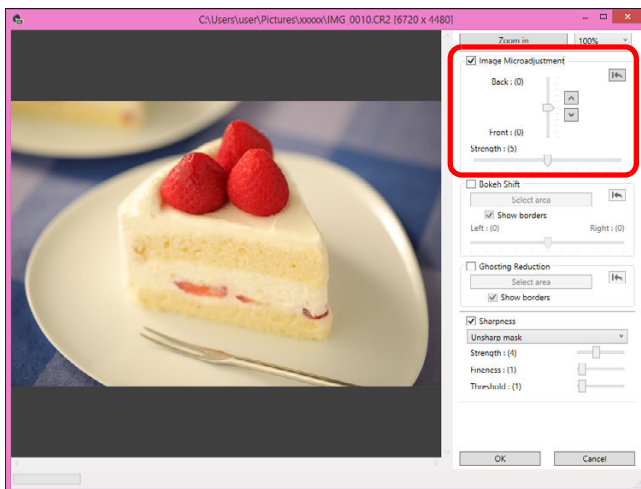 C:\Users\user\Pictures\xxxxx\IMG_0010.CR2 [6720 x 4480]
Zoom in 100%
Image Microadjustment
Back : (0)
Front : (0)
Strength : (5)
Bokeh Shift
Select area
Show borders
Left : (0) Right : (0)
Ghosting Reduction
Select area
Show borders
Sharpness
Unsharp mask
Strength : (4)
Fineness : (1)
Threshold : (1)
OK Cancel